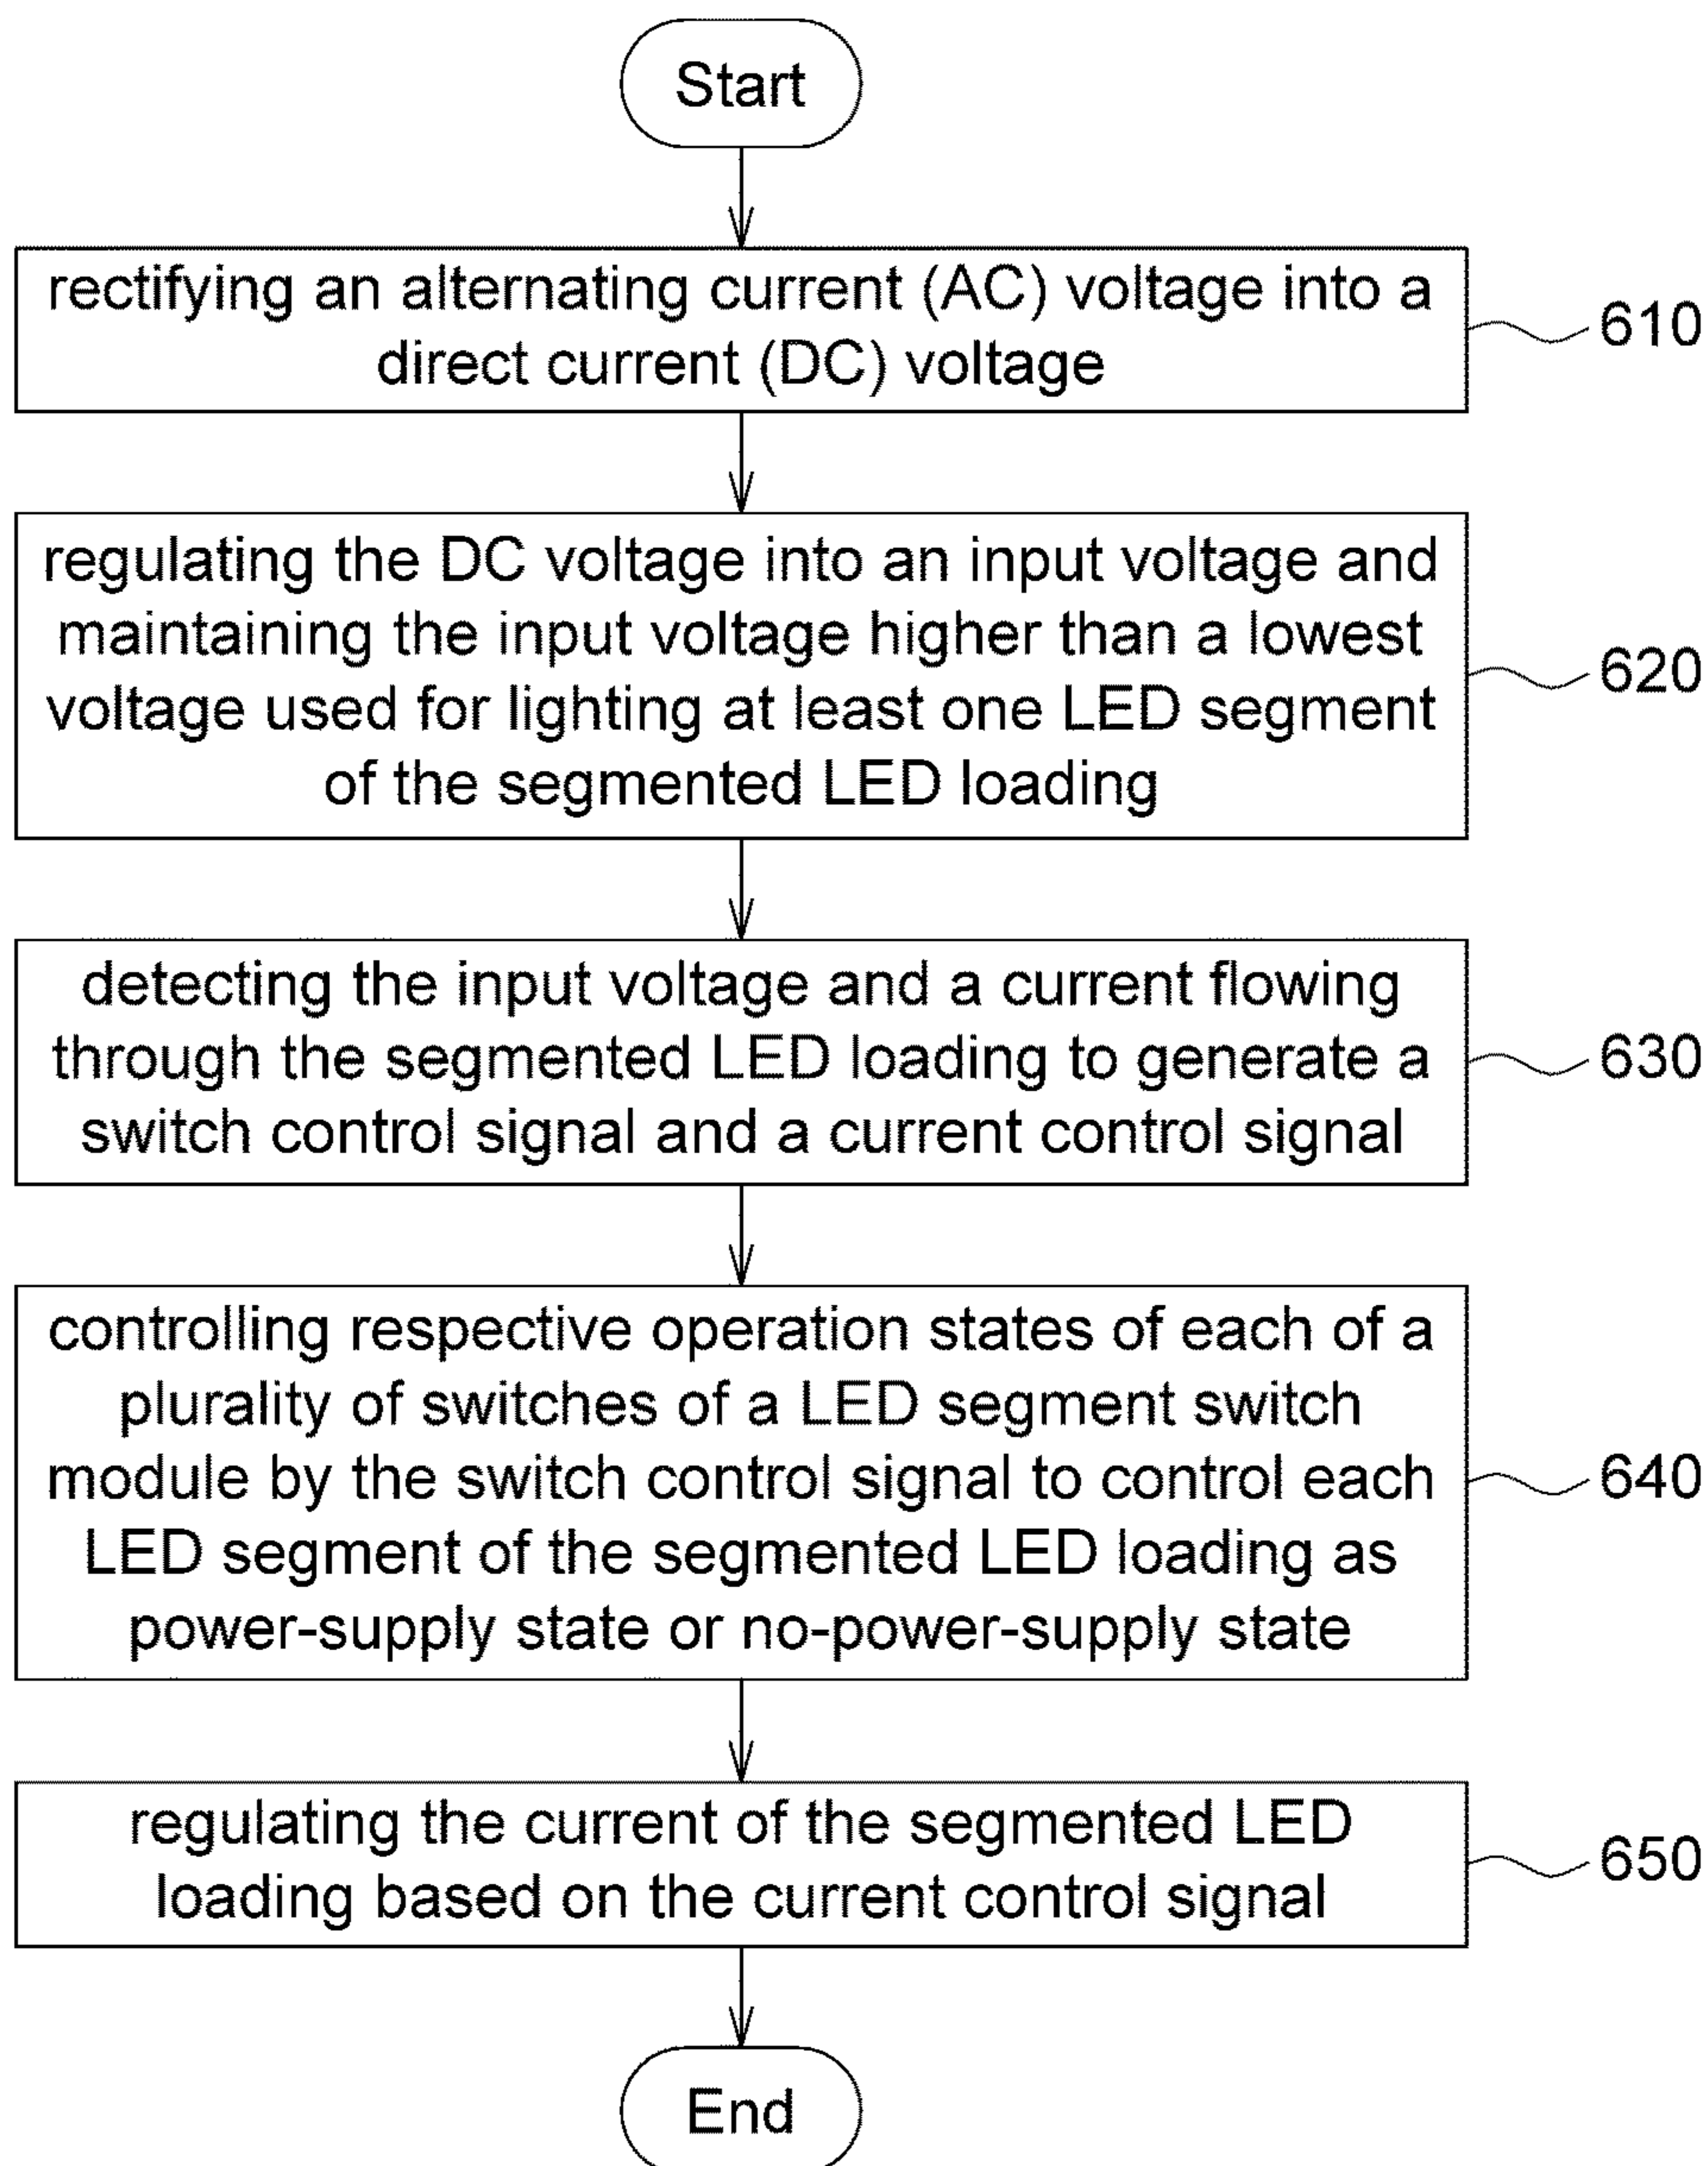 Start
rectifying an alternating current (AC) voltage into a
direct current (DC) voltage
610
regulating the DC voltage into an input voltage and
maintaining the input voltage higher than a lowest
voltage used for lighting at least one LED segment
of the segmented LED loading
620
detecting the input voltage and a current flowing
through the segmented LED loading to generate a
switch control signal and a current control signal
630
controlling respective operation states of each of a
plurality of switches of a LED segment switch
module by the switch control signal to control each
LED segment of the segmented LED loading as
power-supply state or no-power-supply state
640
regulating the current of the segmented LED
loading based on the current control signal
650
End